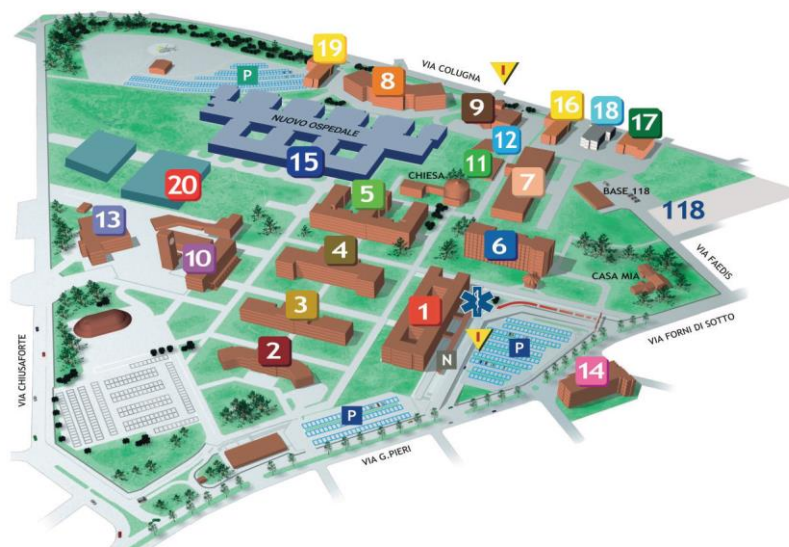 19
VIA COLUGNA
I
P
8
9
16
18
17
NUOVO OSPEDALE
12
11
15
CHIESA
7
20
5
BASE 118
118
13
10
4
6
VIA FAEDIS
CASA MIA
1
3
I
VIA FORNI DI SOTTO
N
P
2
14
VIA CHIUSAFORTE
P
VIA G.PIERI